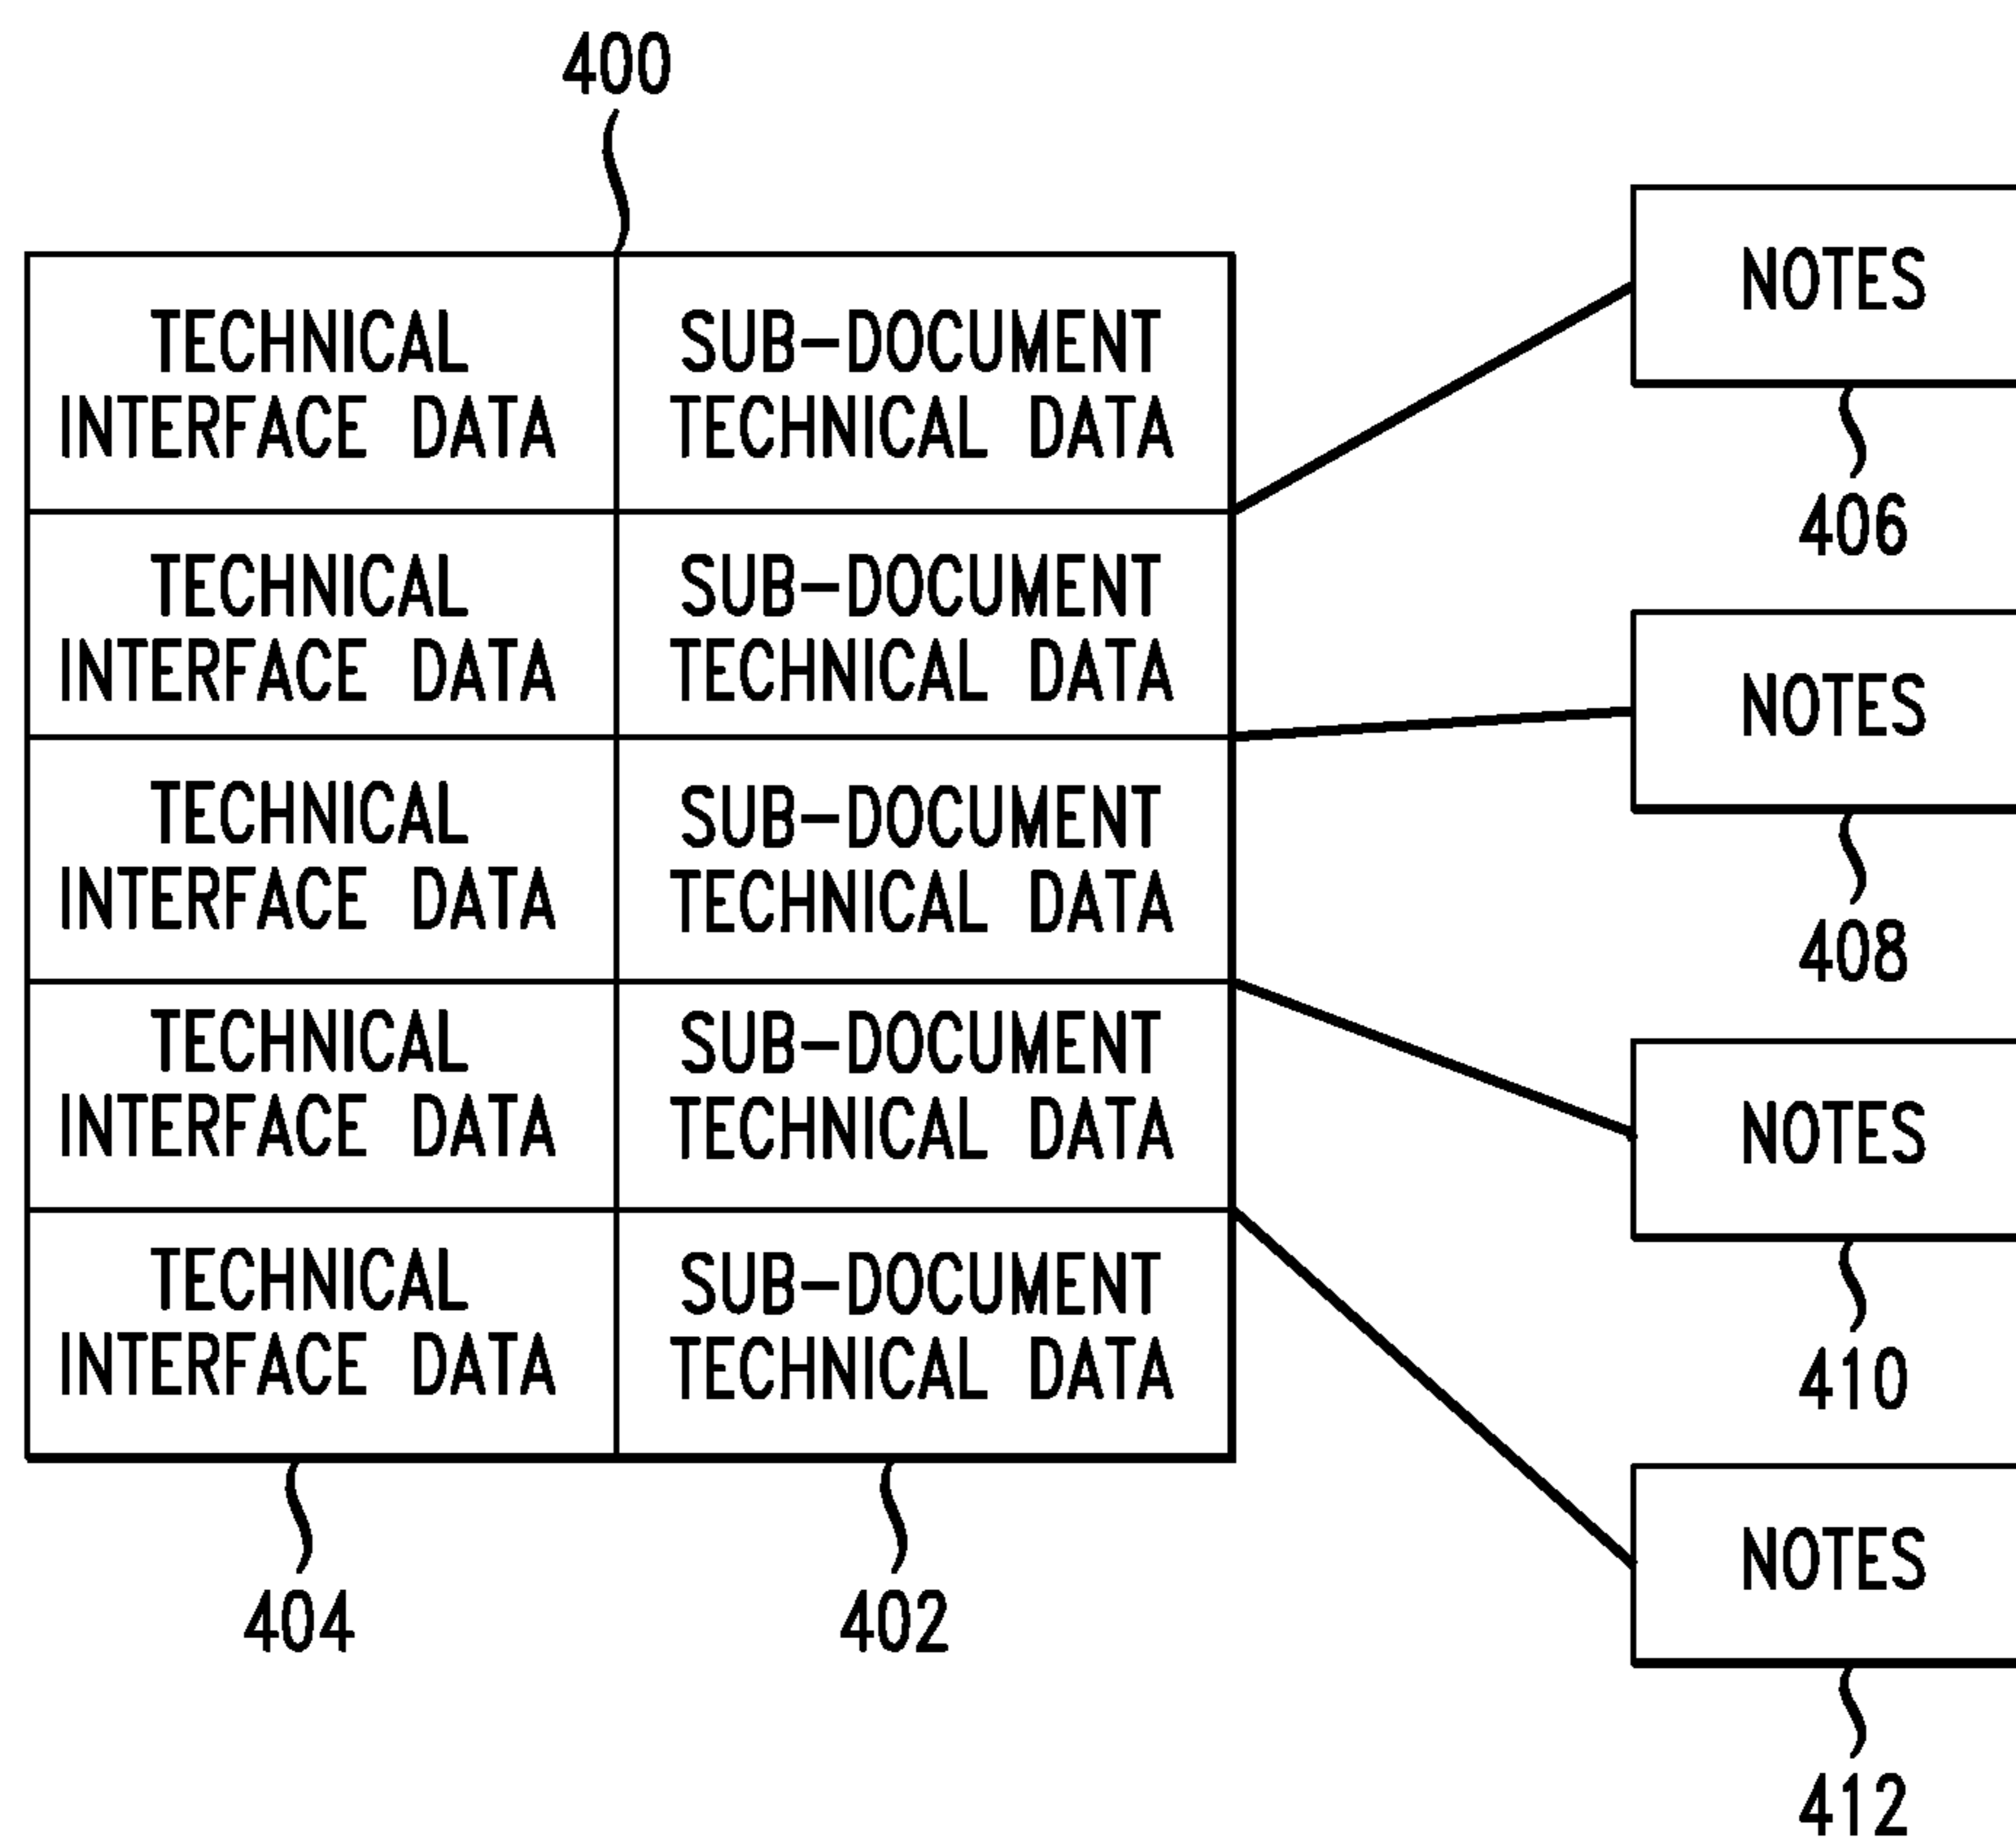 400
TECHNICAL
INTERFACE DATA
SUB-DOCUMENT
TECHNICAL DATA
TECHNICAL
INTERFACE DATA
SUB-DOCUMENT
TECHNICAL DATA
TECHNICAL
INTERFACE DATA
SUB-DOCUMENT
TECHNICAL DATA
TECHNICAL
INTERFACE DATA
SUB-DOCUMENT
TECHNICAL DATA
TECHNICAL
INTERFACE DATA
SUB-DOCUMENT
TECHNICAL DATA
404
402
NOTES
406
NOTES
408
NOTES
410
NOTES
412